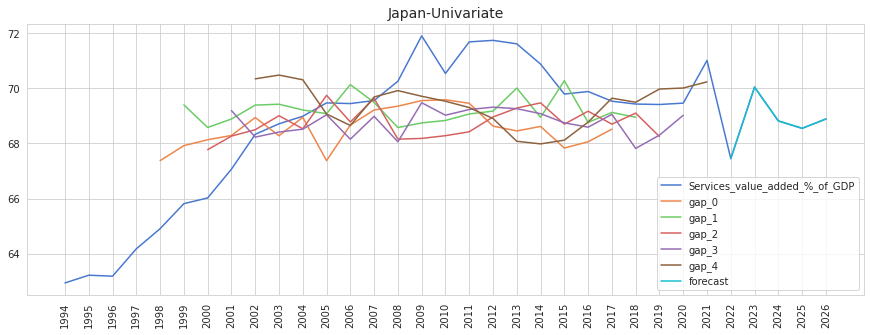 Japan-Univariate
72
70
68
66
64
Services_value_added_%_of_GDP
gap_0
gap_1
gap_2
gap_3
gap_4
forecast
1994 1995 1996 1997 1998 1999 2000 2001 2002 2003 2004 2005 2006 2007 2008 2009 2010 2011 2012 2013 2014 2015 2016 2017 2018 2019 2020 2021 2022 2023 2024 2025 2026